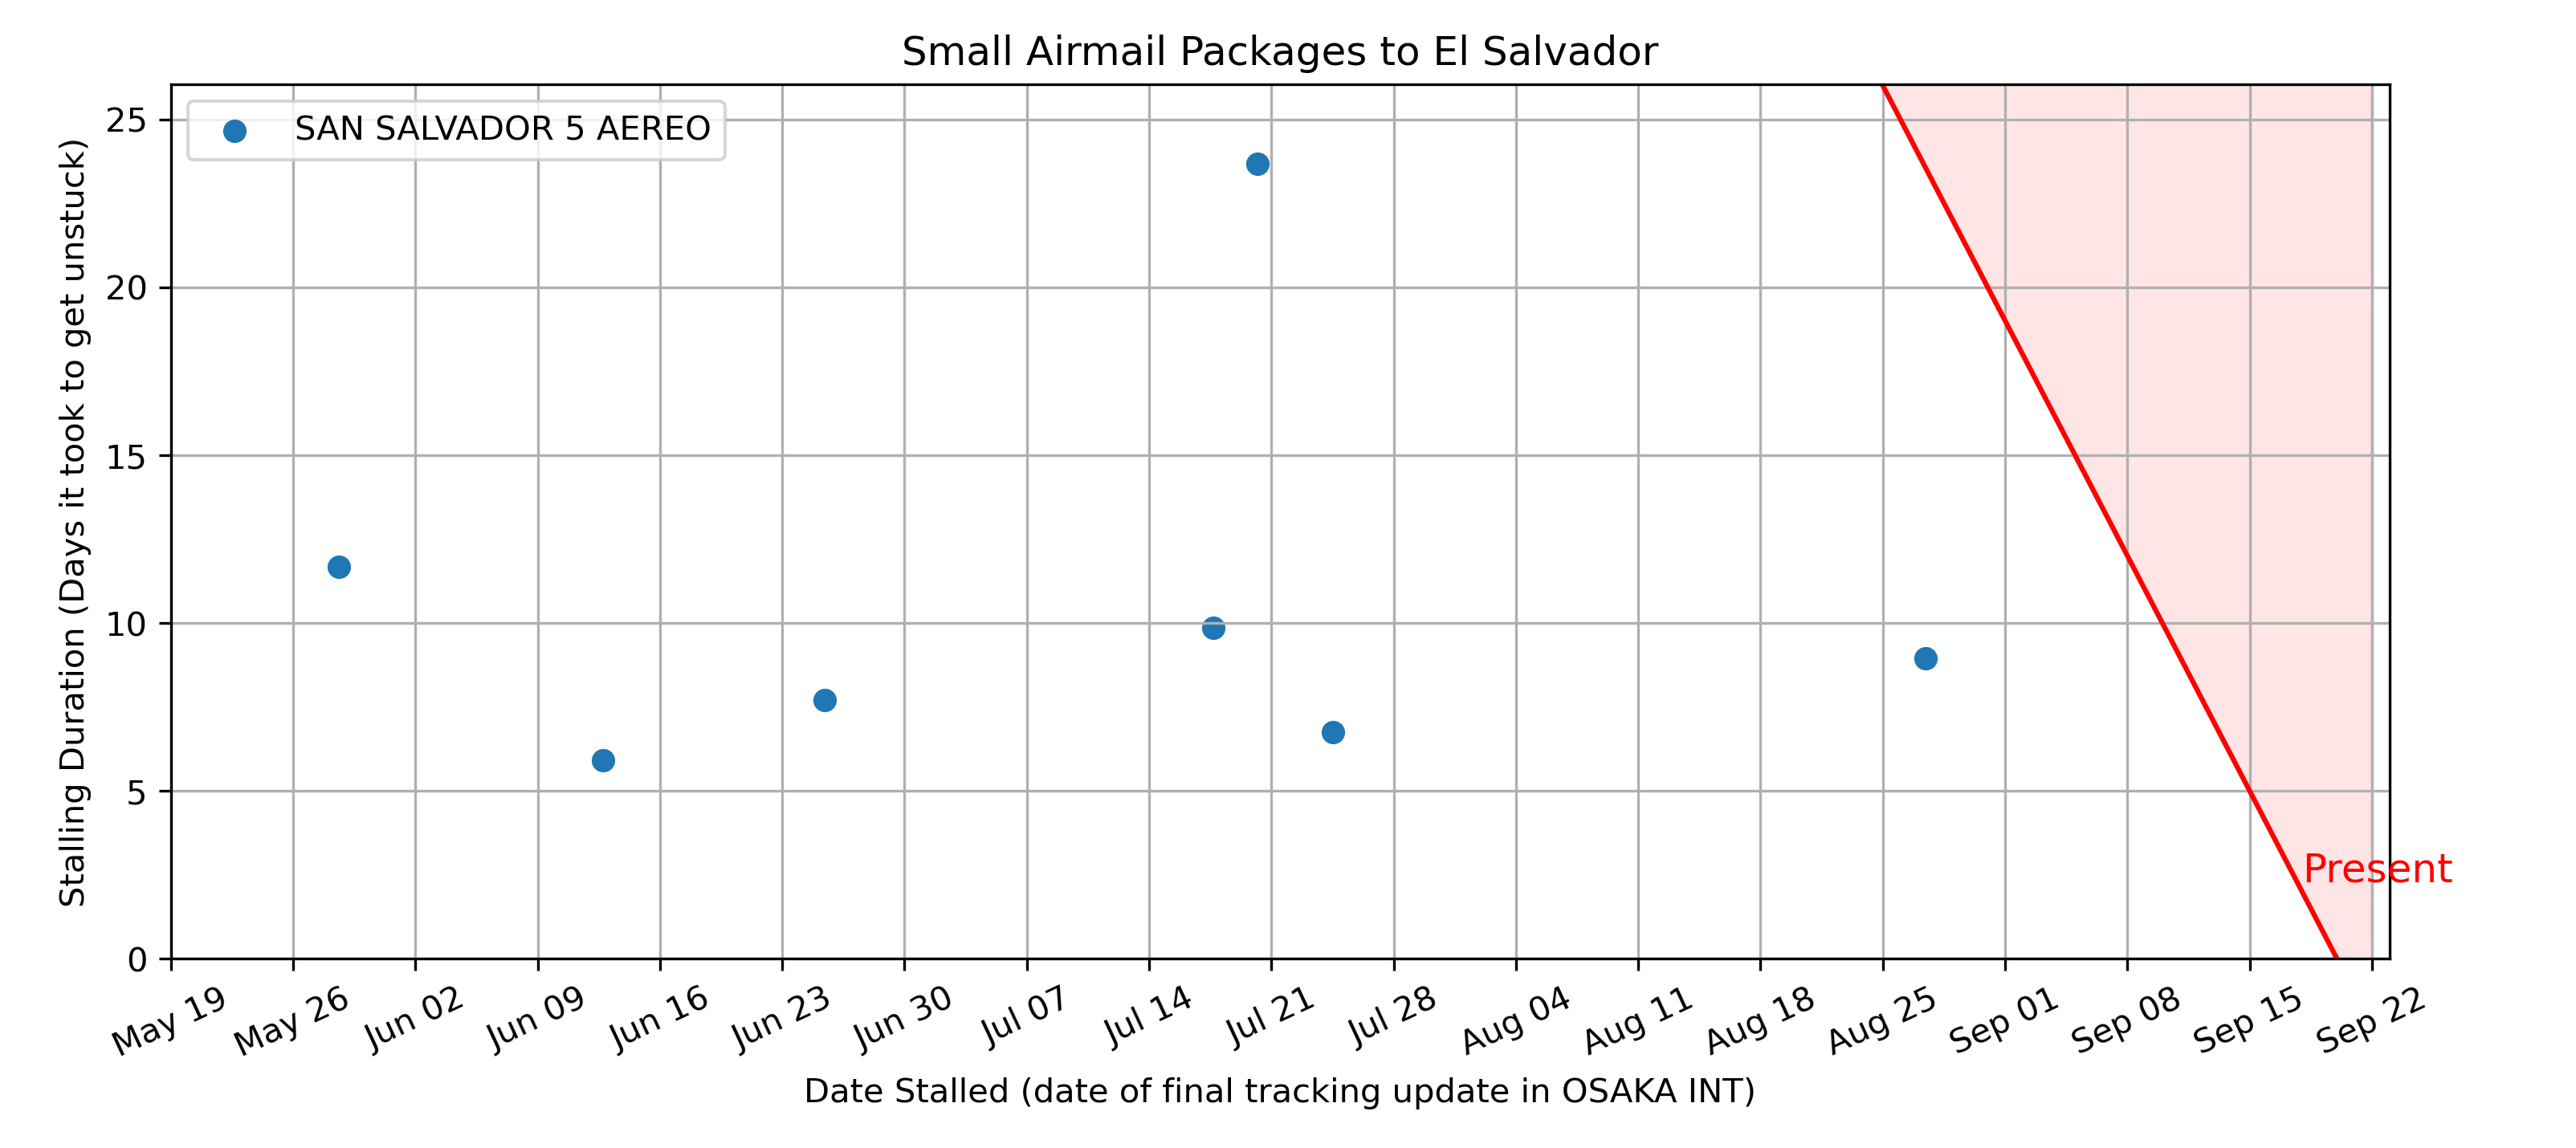 Small Airmail Packages to El Salvador
SAN SALVADOR 5 AEREO
Stalling Duration (Days it took to get unstuck)
25
20
15
10
5
0
Present
May 19
May 26
Jun 02
Jun 09
Jun 16
Jun 23
Jun 30
Jul 07
Jul 14
Jul 21
Jul 28
Aug 04
Aug 11
Aug 18
Aug 25
Sep 01
Sep 08
Sep 15
Sep 22
Date Stalled (date of final tracking update in OSAKA INT)